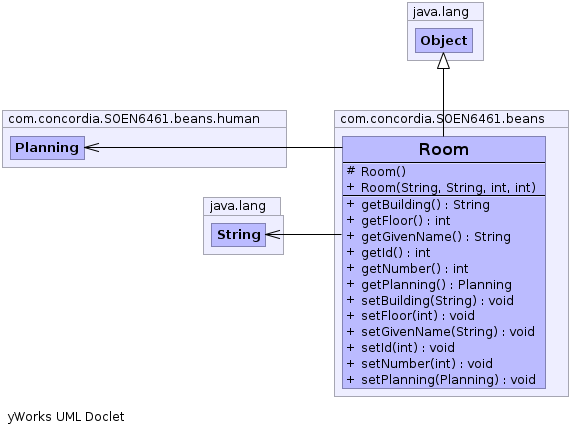 java.lang
Object
com.concordia.SOEN6461.beans.human
Planning
java.lang
String
com.concordia.SOEN6461.beans
Room
# Room()
+ Room(String, String, int, int)
+ getBuilding() : String
+ getFloor() : int
+ getGivenName() : String
+ getId() : int
+ getNumber() : int
+ getPlanning() : Planning
+ setBuilding(String) : void
+ setFloor(int) : void
+ setGivenName(String) : void
+ setId(int) : void
+ setNumber(int) : void
+ setPlanning(Planning) : void
yWorks UML Doclet